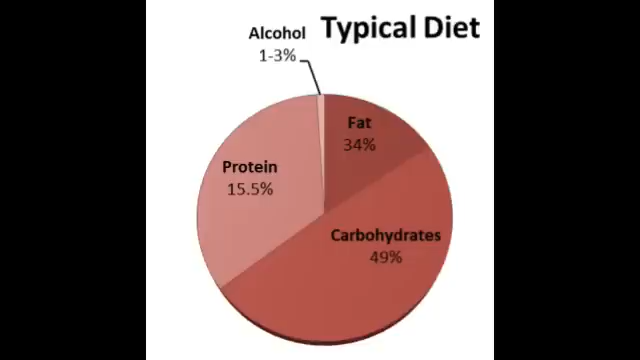 Typical Diet
Alcohol
1-3%
Fat
34%
Protein
15.5%
Carbohydrates
49%